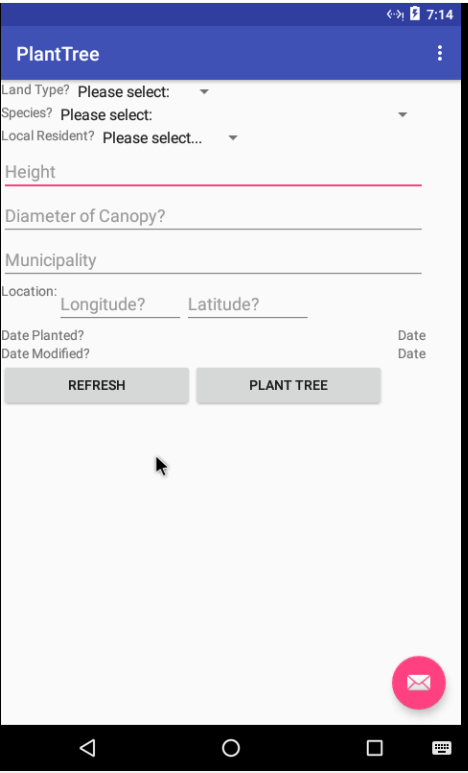 7:14
PlantTree
Land Type? Please select:
Species? Please select:
Local Resident? Please select...
Height
Diameter of Canopy?
Municipality
Location: Longitude? Latitude?
Date Planted? Date
Date Modified? Date
REFRESH PLANT TREE